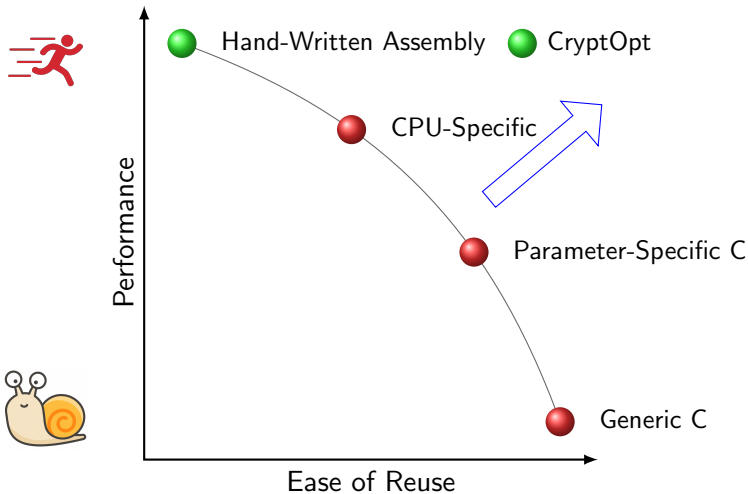 Hand-Written Assembly
CryptOpt
CPU-Specific
Parameter-Specific C
Generic C
Performance
Ease of Reuse